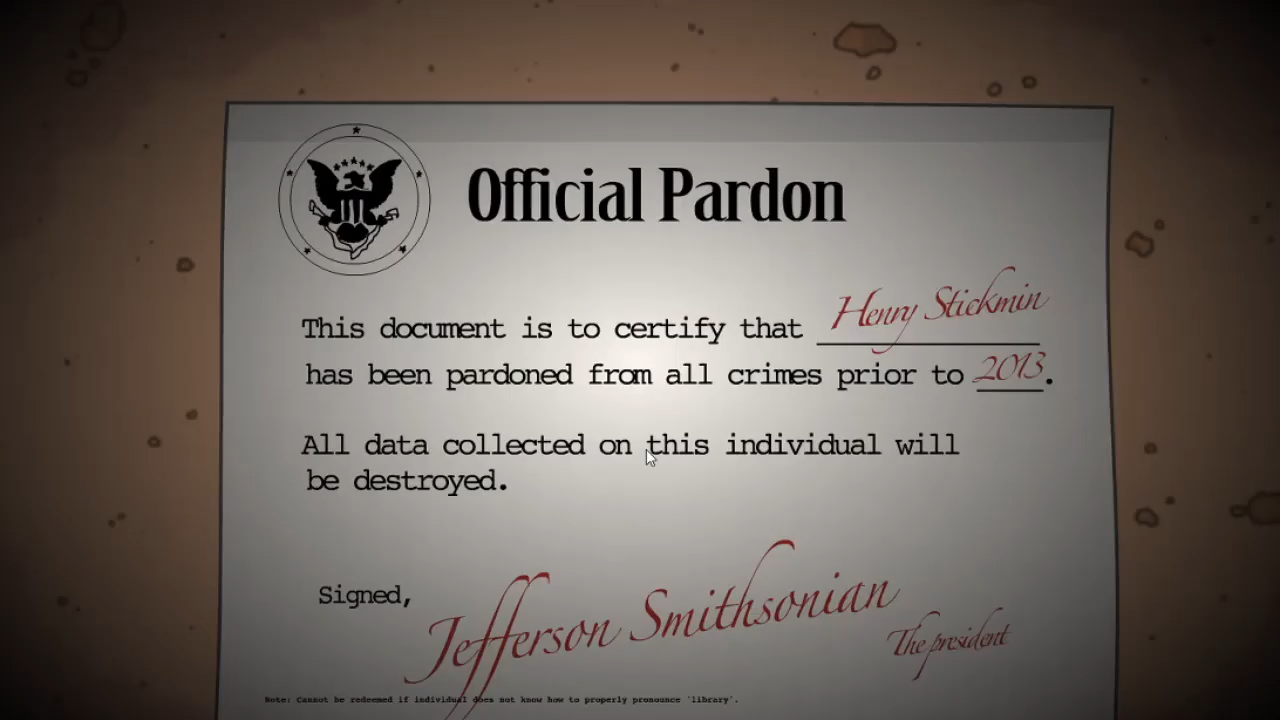 Official Pardon
This document is to certify that Henry Stickmin
has been pardoned from all crimes prior to 2013.
All data collected on this individual will
be destroyed.
Signed, Jefferson Smithsonian
The president
Note: Cannot be redeemed if individual does not know how to properly pronounce 'library'.